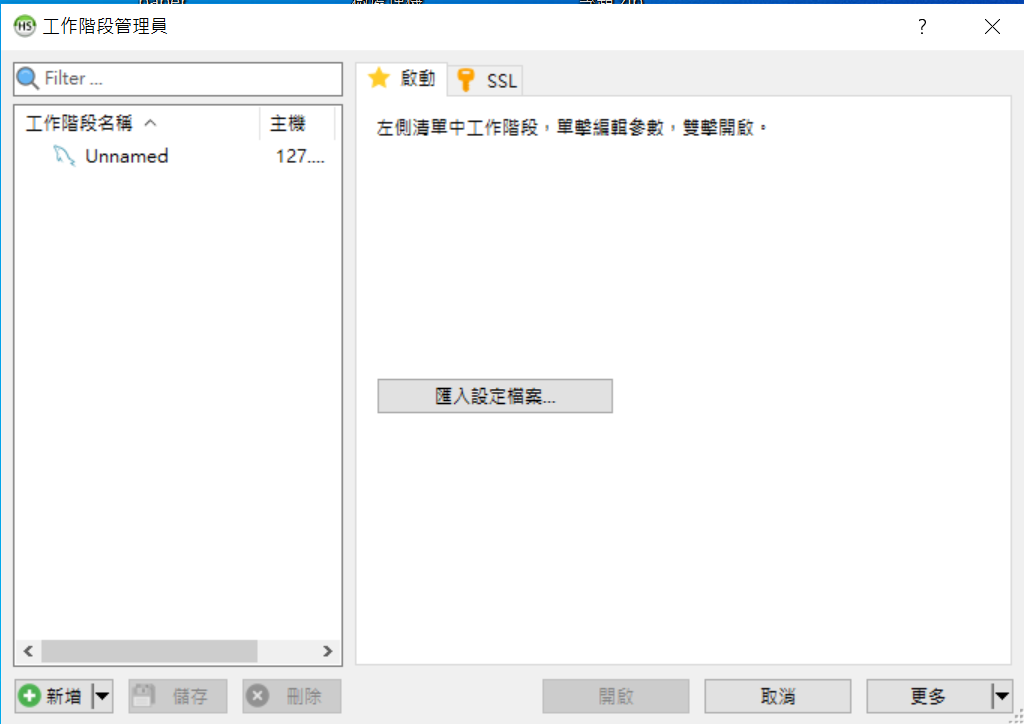 HS 工作階段管理員 ?
Filter ...
啟動
SSL
工作階段名稱 主機
Unnamed 127....
左側清單中工作階段，單擊編輯參數，雙擊開啟。
匯入設定檔案...
新增 儲存 刪除 開啟 取消 更多